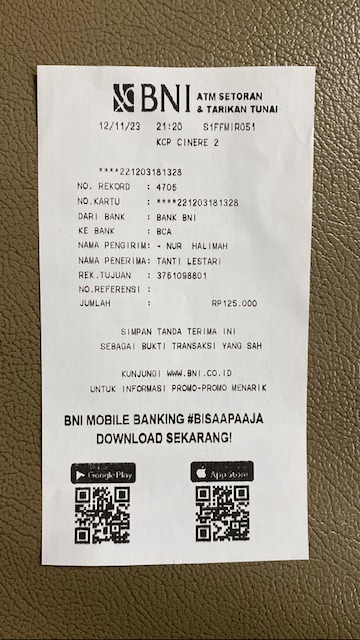 BNI ATM SETORAN
& TARIKAN TUNAI
12/11/23 21:20 S1FFMIR051
KCP CINERE 2
****221203181328
NO. REKORD : 4706
NO.KARTU : ****221203181328
DARI BANK : BANK BNI
KE BANK : BCA
NAMA PENGIRIM: - NUR HALIMAH
NAMA PENERIMA: TANTI LESTARI
REK.TUJUAN : 3761098801
NO.REFERENSI :
JUMLAH : RP125.000
SIMPAN TANDA TERIMA INI
SEBAGAI BUKTI TRANSAKSI YANG SAH
KUNJUNGI WWW.BNI.CO.ID
UNTUK INFORMASI PROMO-PROMO MENARIK
BNI MOBILE BANKING #BISAAPAAJA
DOWNLOAD SEKARANG!
Google Play App Store